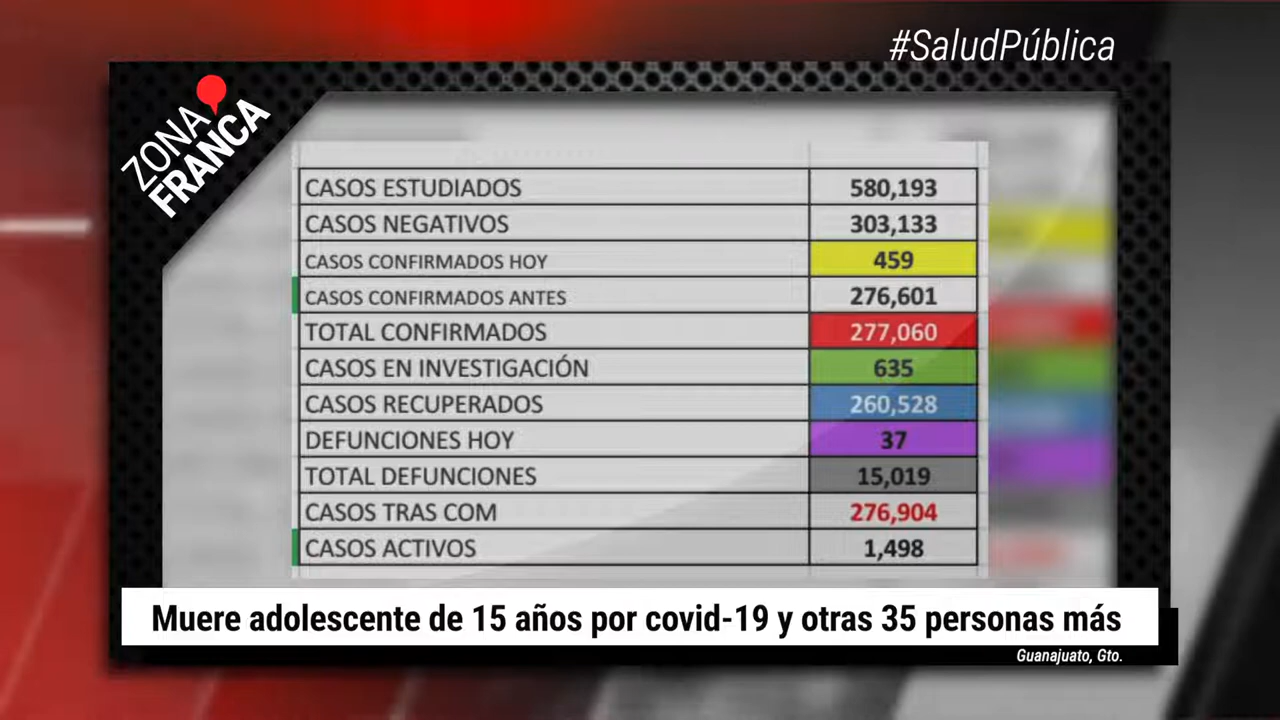 #SaludPública
ZONA
FRANCA
CASOS ESTUDIADOS 580,193
CASOS NEGATIVOS 303,133
CASOS CONFIRMADOS HOY 459
CASOS CONFIRMADOS ANTES 276,601
TOTAL CONFIRMADOS 277,060
CASOS EN INVESTIGACIÓN 635
CASOS RECUPERADOS 260,528
DEFUNCIONES HOY 37
TOTAL DEFUNCIONES 15,019
CASOS TRAS COM 276,904
CASOS ACTIVOS 1,498
Muere adolescente de 15 años por covid-19 y otras 35 personas más
Guanajuato, Gto.